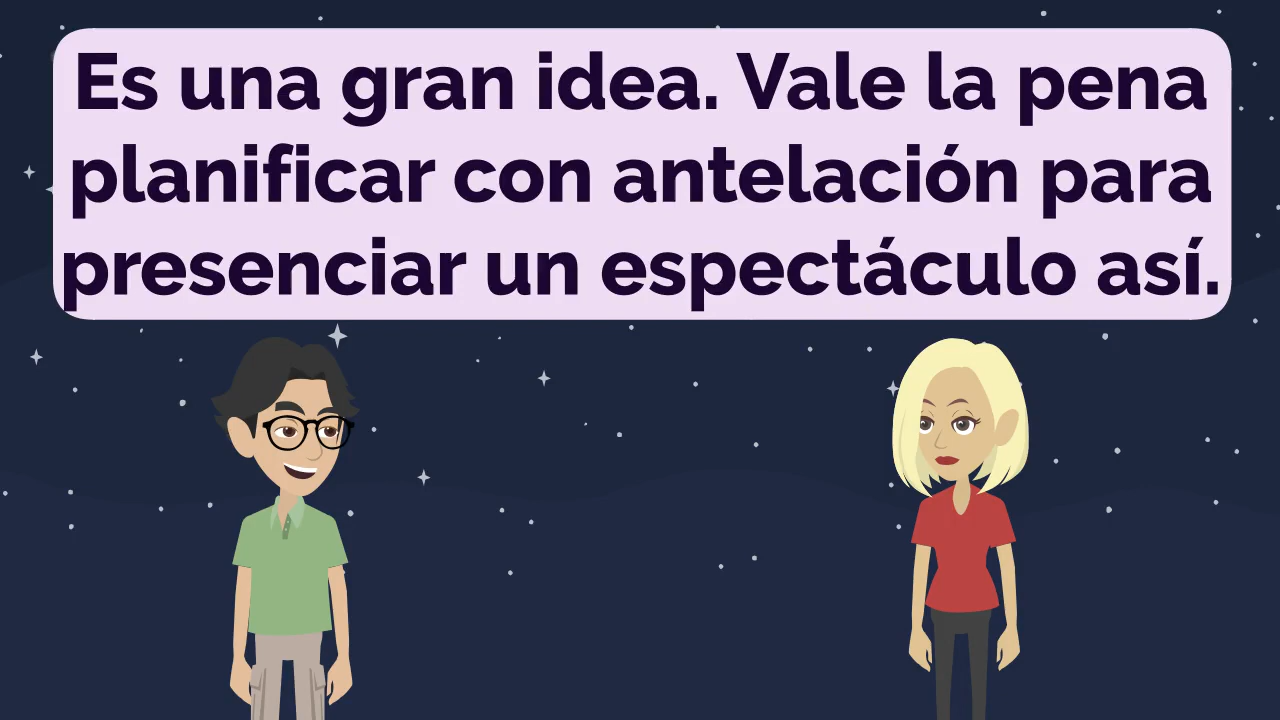 Es una gran idea. Vale la pena
planificar con antelación para
presenciar un espectáculo así.